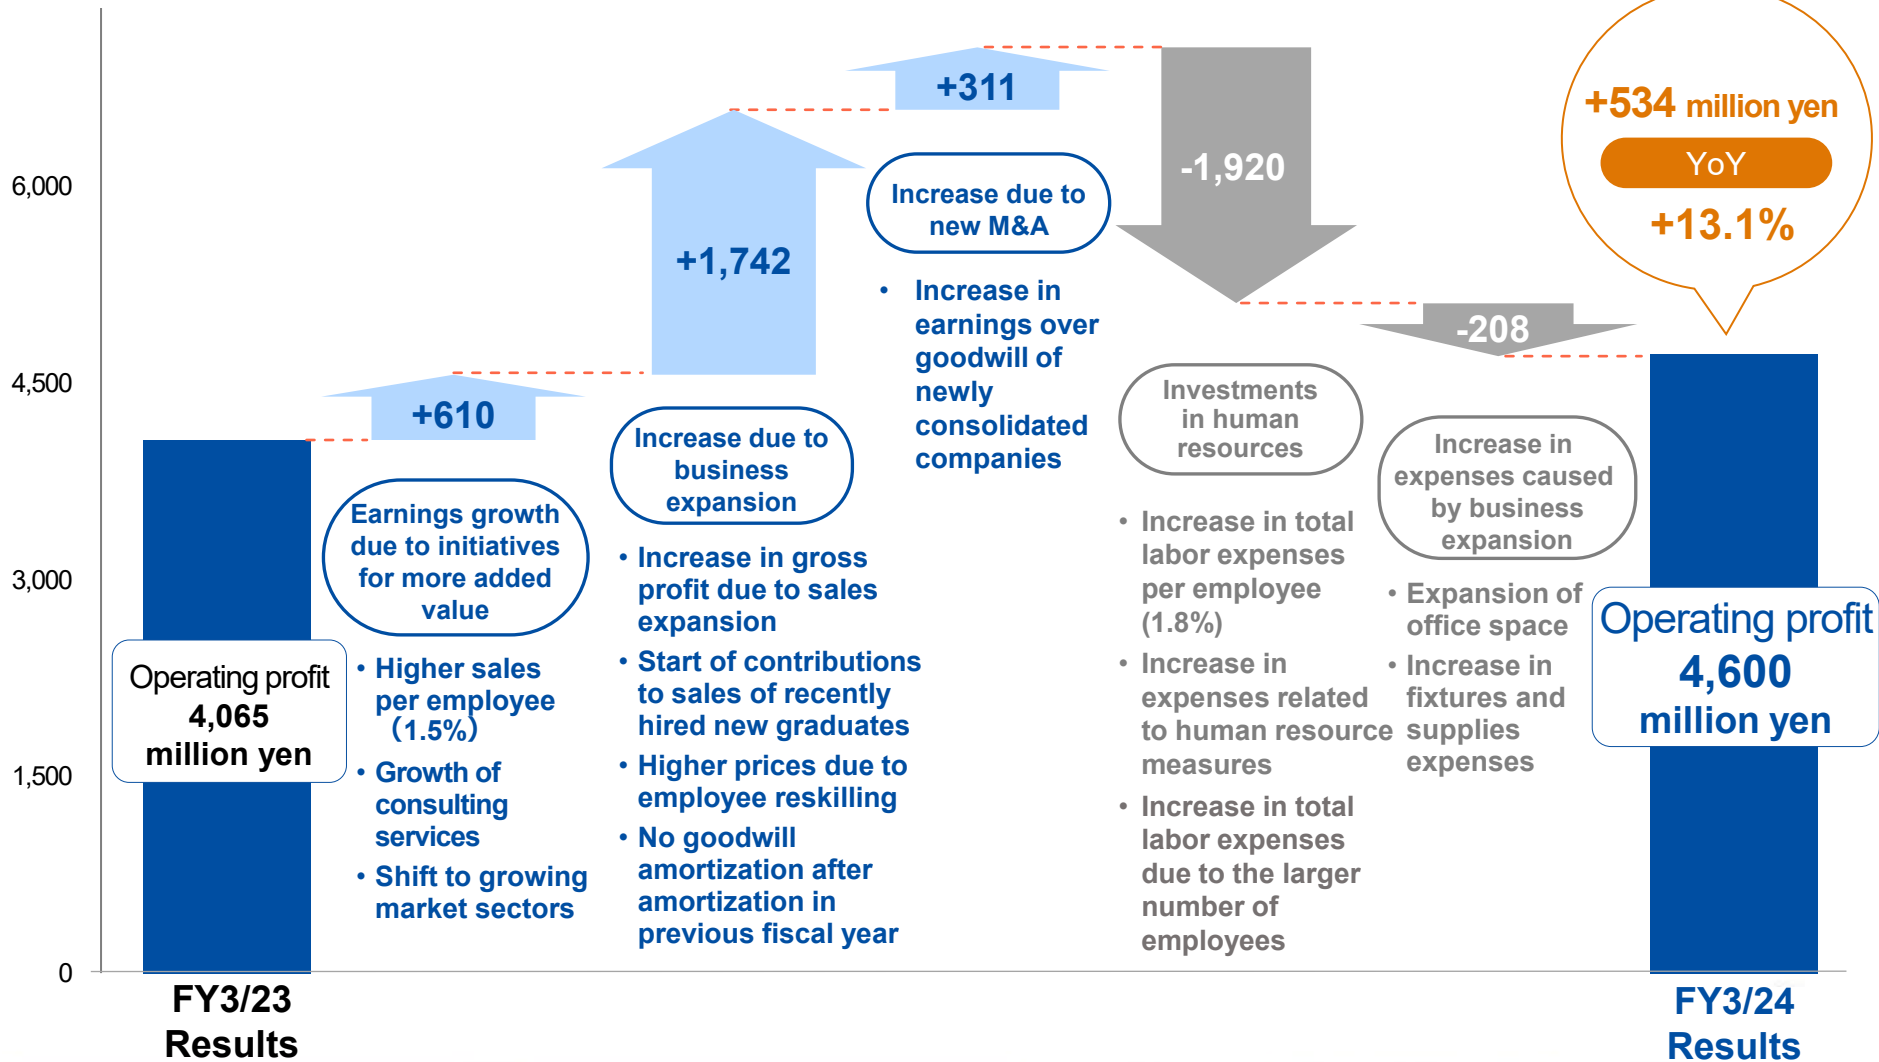 6,000
4,500
3,000
1,500
0
Operating profit
4,065
million yen
FY3/23
Results
+610
Earnings growth
due to initiatives
for more added
value
• Higher sales
per employee
（1.5%）
• Growth of
consulting
services
• Shift to growing
market sectors
+1,742
Increase due to
business
expansion
• Increase in gross
profit due to sales
expansion
• Start of contributions
to sales of recently
hired new graduates
• Higher prices due to
employee reskilling
• No goodwill
amortization after
amortization in
previous fiscal year
+311
Increase due to
new M&A
• Increase in
earnings over
goodwill of
newly
consolidated
companies
-1,920
Investments
in human
resources
• Increase in total
labor expenses
per employee
(1.8%)
• Increase in
expenses related
to human resource
measures
• Increase in total
labor expenses
due to the larger
number of
employees
-208
Increase in
expenses caused
by business
expansion
• Expansion of
office space
• Increase in
fixtures and
supplies
expenses
+534 million yen
YoY
+13.1%
Operating profit
4,600
million yen
FY3/24
Results